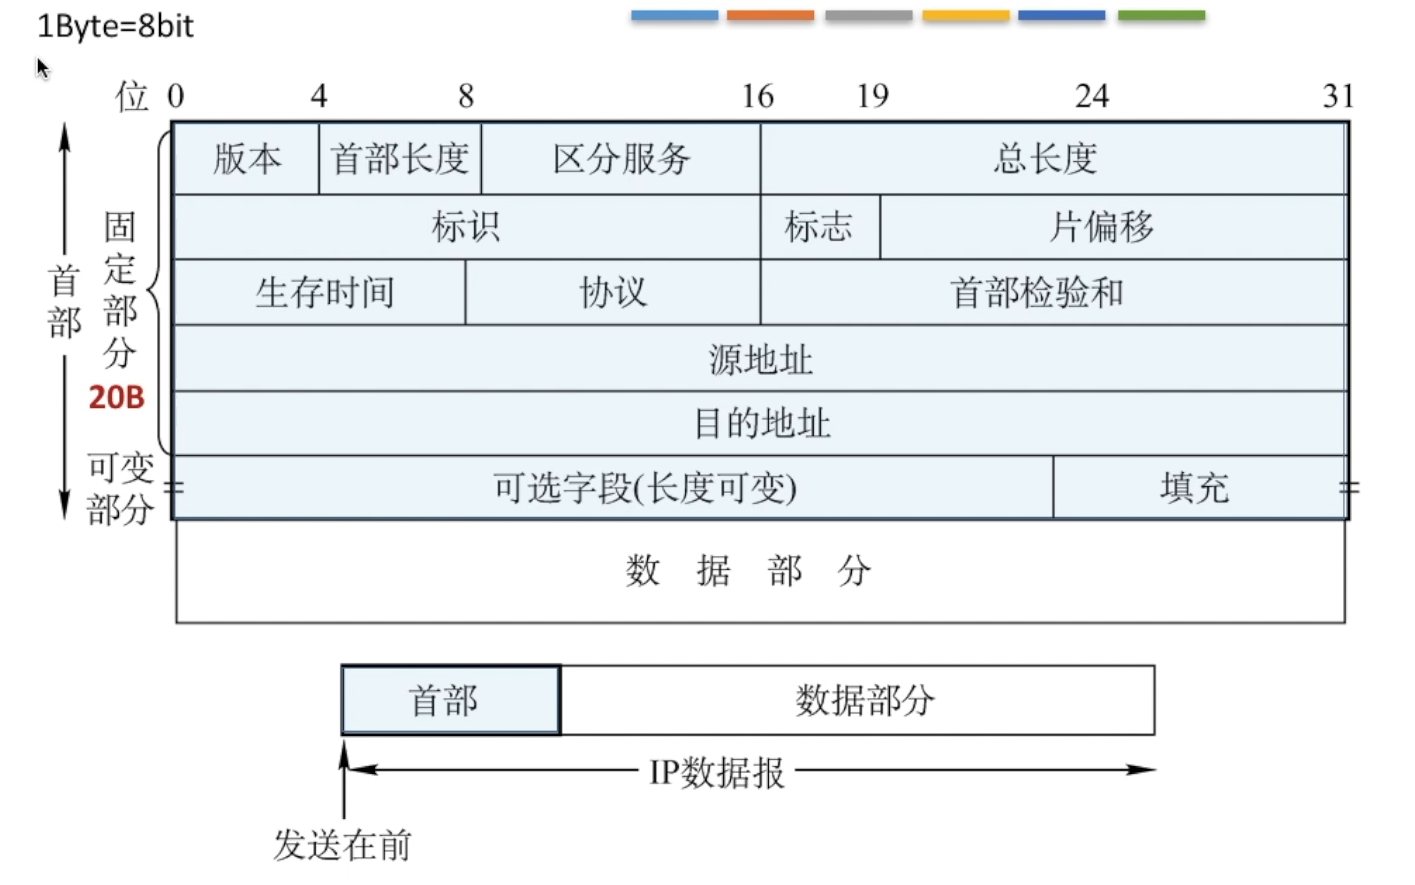 1Byte=8bit
位 0 4 8 16 19 24 31
版本 首部长度 区分服务 总长度
标识 标志 片偏移
生存时间 协议 首部检验和
源地址
目的地址
可选字段(长度可变) 填充
首部
固定部分
20B
可变
部分
数据部分
首部 数据部分
IP数据报
发送在前